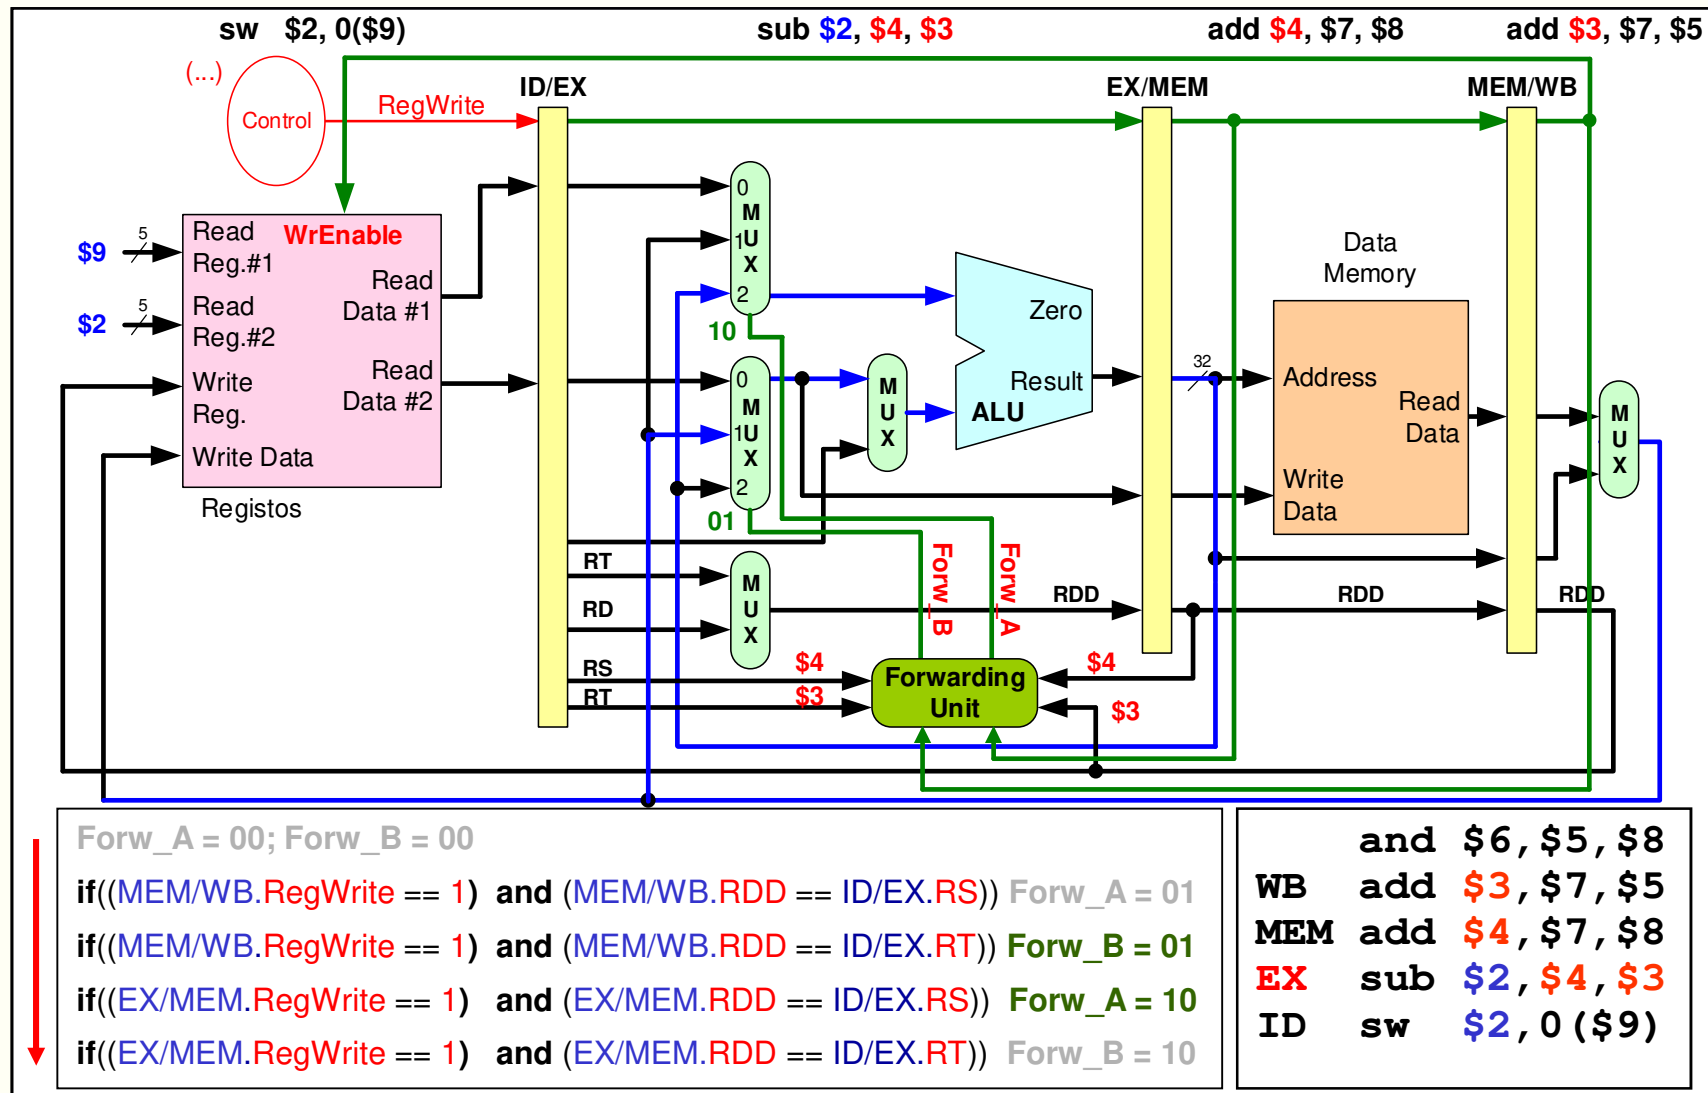 sw $2, 0($9)
sub $2, $4, $3
add $4, $7, $8
add $3, $7, $5
(...)
Control
RegWrite
ID/EX
EX/MEM
MEM/WB
WrEnable
$9
5
Read
Reg.#1
$2
5
Read
Reg.#2
Write
Reg.
Write Data
Read
Data #1
Read
Data #2
Registos
0
1
2
M
U
X
10
0
1
2
M
U
X
01
M
U
X
Zero
Result
ALU
32
Data
Memory
Address
Read
Data
Write
Data
M
U
X
RT
RD
M
U
X
RDD
RDD
RDD
Forw_B
Forw_A
RS
$4
RT
$3
Forwarding
Unit
$4
$3
Forw_A = 00; Forw_B = 00
if((MEM/WB.RegWrite == 1) and (MEM/WB.RDD == ID/EX.RS)) Forw_A = 01
if((MEM/WB.RegWrite == 1) and (MEM/WB.RDD == ID/EX.RT)) Forw_B = 01
if((EX/MEM.RegWrite == 1) and (EX/MEM.RDD == ID/EX.RS)) Forw_A = 10
if((EX/MEM.RegWrite == 1) and (EX/MEM.RDD == ID/EX.RT)) Forw_B = 10
and $6,$5,$8
WB add $3,$7,$5
MEM add $4,$7,$8
EX sub $2,$4,$3
ID sw $2,0($9)